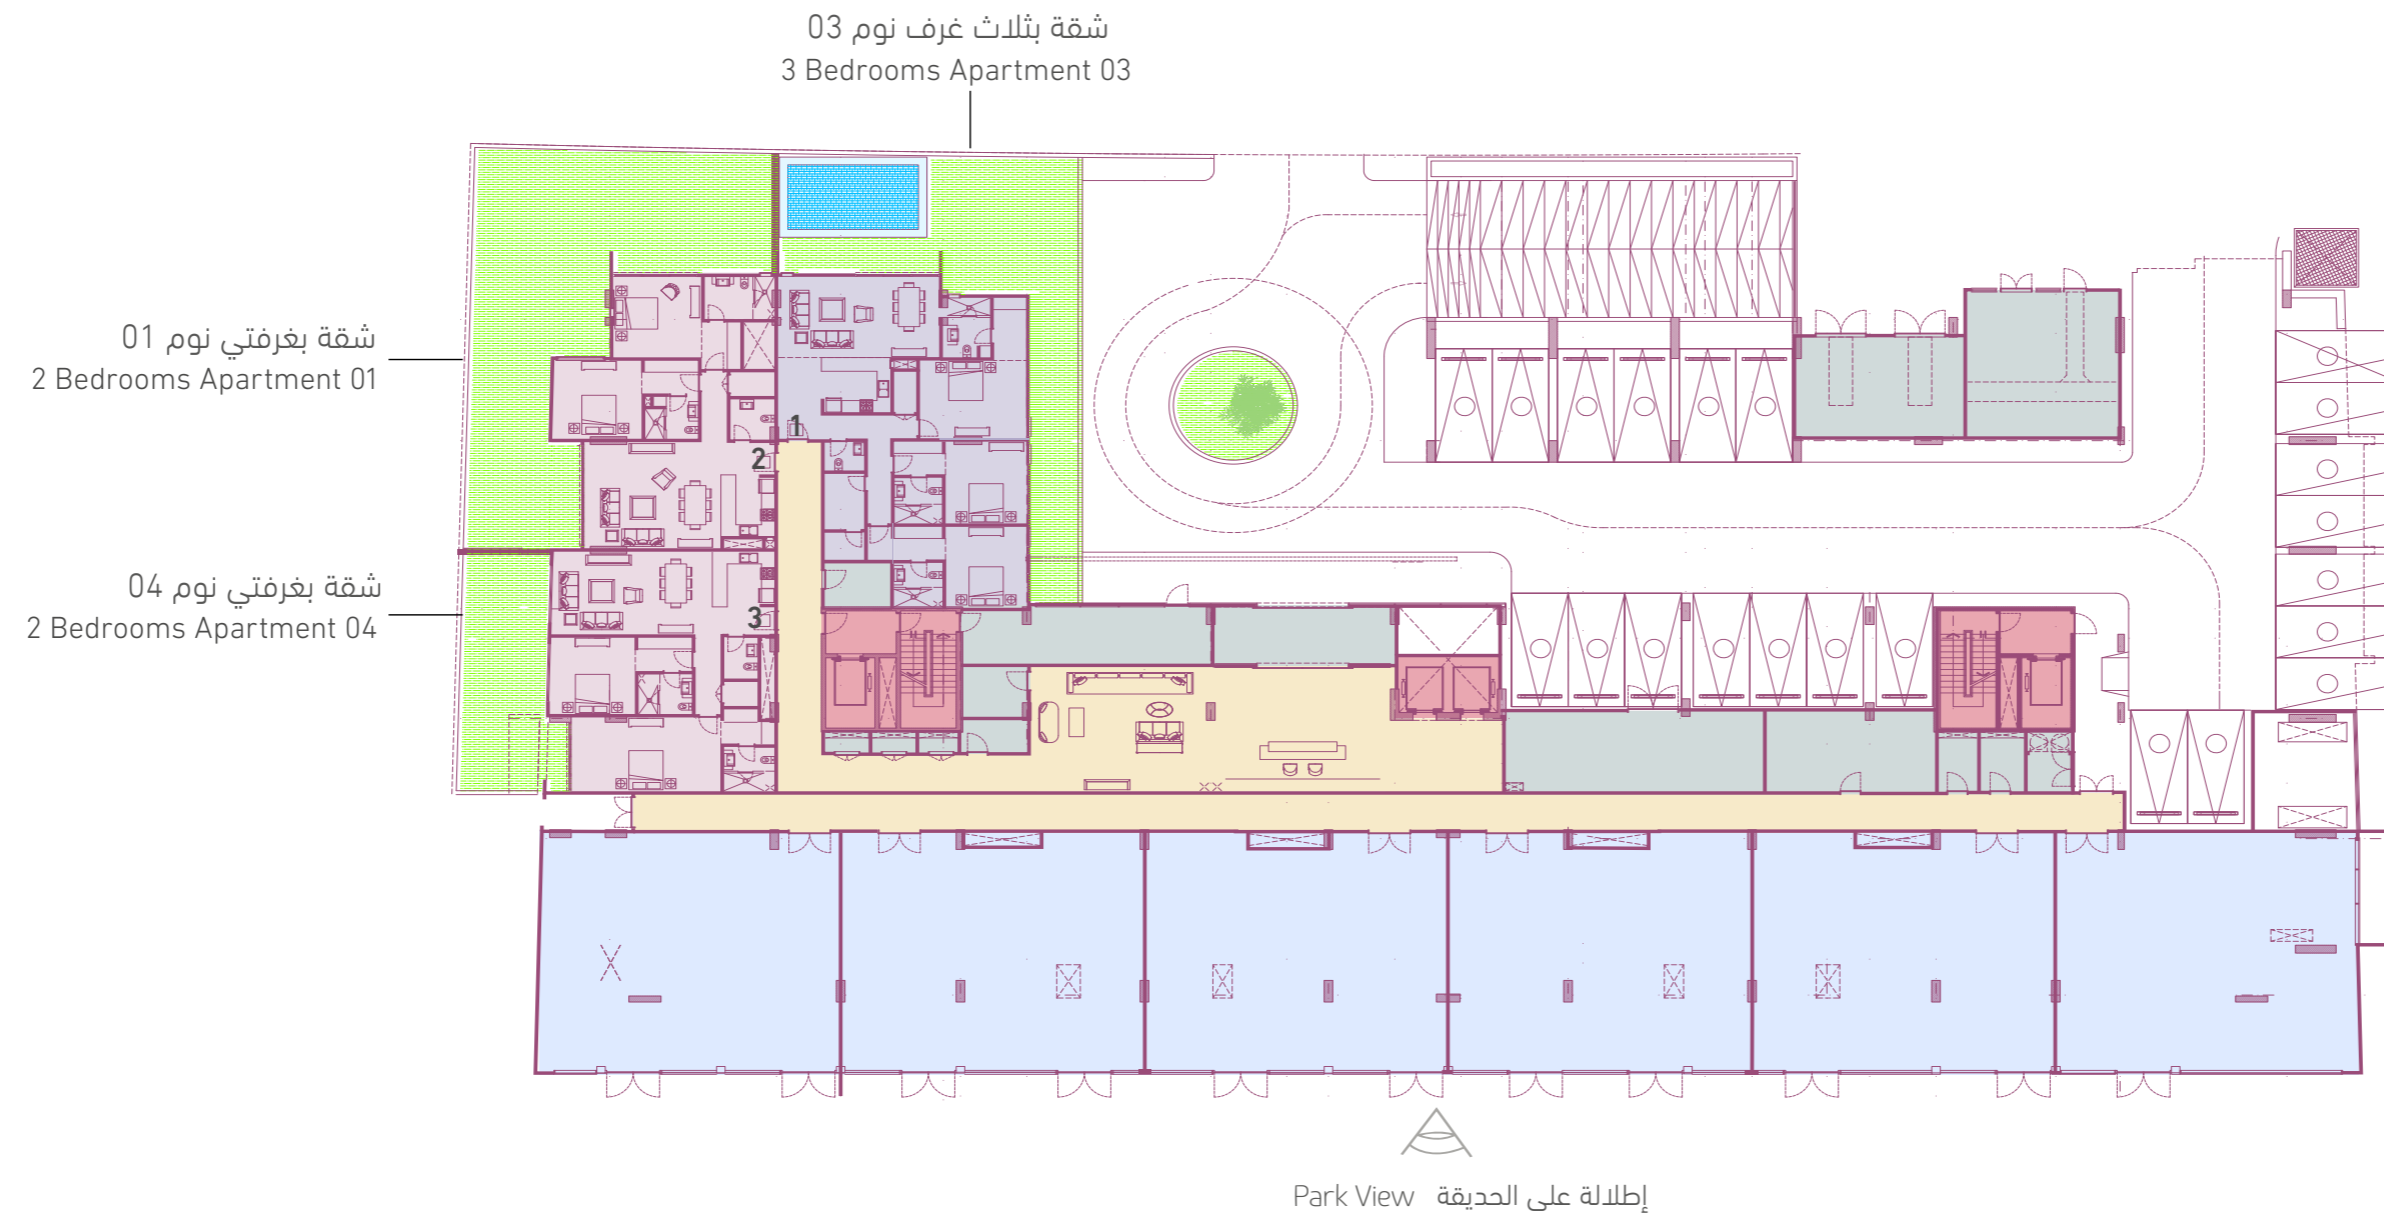 شقة بثلاث غرف نوم 03
3 Bedrooms Apartment 03
شقة بغرفتي نوم 01
2 Bedrooms Apartment 01
1
2
شقة بغرفتي نوم 04
2 Bedrooms Apartment 04
3
Park View إطلالة على الحديقة